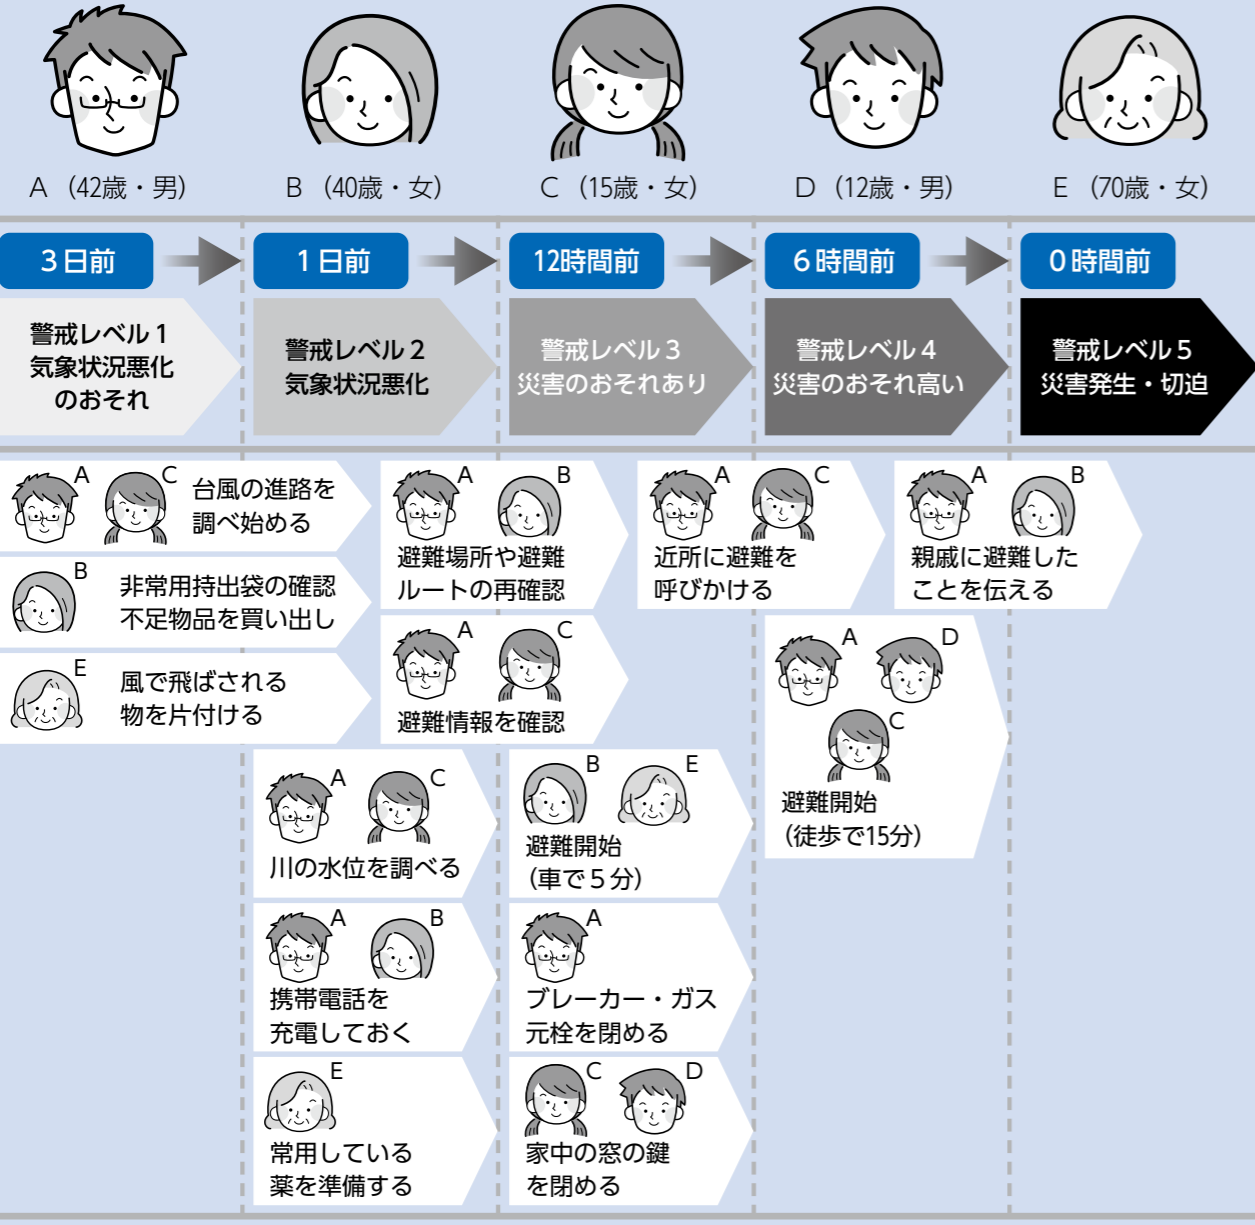 A（42歳・男）
B（40歳・女）
C（15歳・女）
D（12歳・男）
E（70歳・女）
3日前
1日前
12時間前
6時間前
0時間前
警戒レベル1
気象状況悪化
のおそれ
警戒レベル2
気象状況悪化
警戒レベル3
災害のおそれあり
警戒レベル4
災害のおそれ高い
警戒レベル5
災害発生・切迫
A
C
台風の進路を
調べ始める
A
B
避難場所や避難
ルートの再確認
A
C
近所に避難を
呼びかける
A
B
親戚に避難した
ことを伝える
B
非常用持出袋の確認
不足物品を買い出し
E
風で飛ばされる
物を片付ける
A
C
避難情報を確認
A
D
C
避難開始
（徒歩で15分）
A
C
川の水位を調べる
B
E
避難開始
（車で5分）
A
B
携帯電話を
充電しておく
A
ブレーカー・ガス
元栓を閉める
E
常用している
薬を準備する
C
D
家中の窓の鍵
を閉める